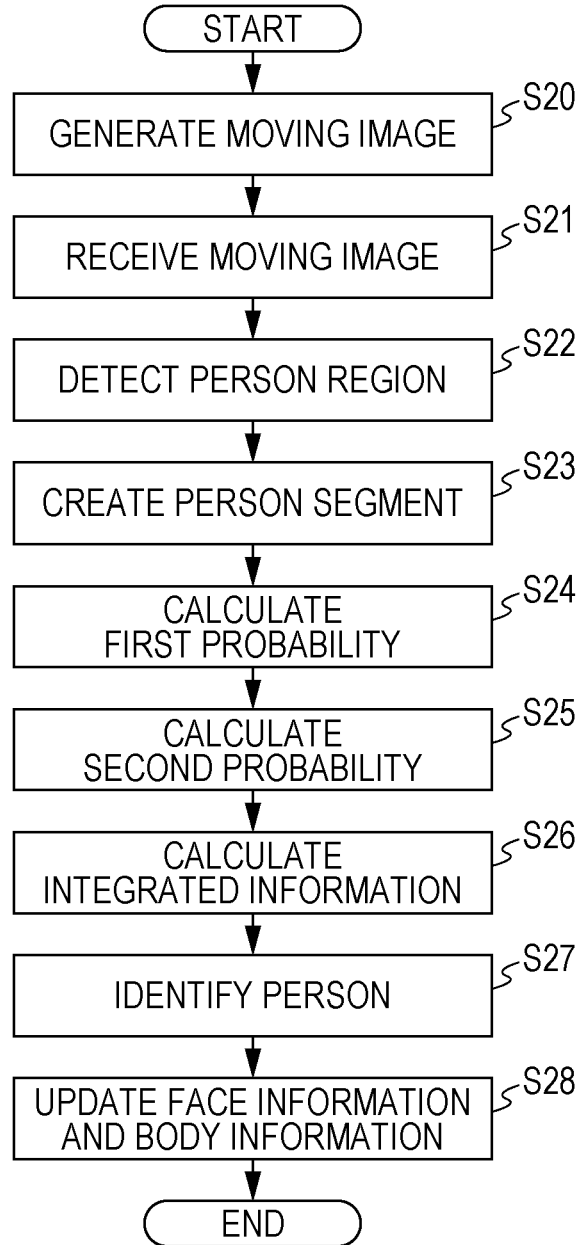 START
S20
GENERATE MOVING IMAGE
S21
RECEIVE MOVING IMAGE
S22
DETECT PERSON REGION
S23
CREATE PERSON SEGMENT
S24
CALCULATE
FIRST PROBABILITY
S25
CALCULATE
SECOND PROBABILITY
S26
CALCULATE
INTEGRATED INFORMATION
S27
IDENTIFY PERSON
S28
UPDATE FACE INFORMATION
AND BODY INFORMATION
END